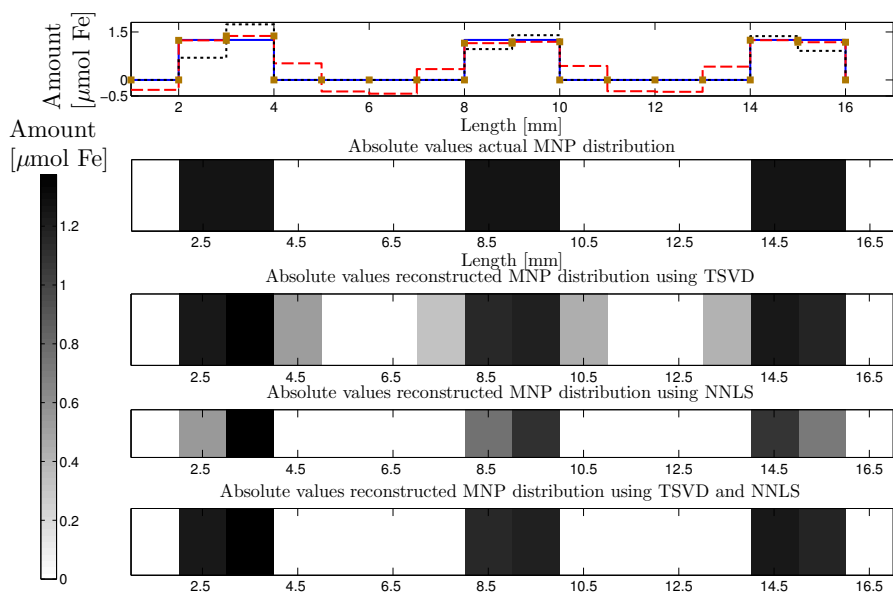 Amount
[μmol Fe]
1.5
0
−0.5
2 4 6 8 10 12 14 16
Length [mm]
Amount
[μmol Fe]
1.2
1
0.8
0.6
0.4
0.2
0
Absolute values actual MNP distribution
2.5 4.5 6.5 8.5 10.5 12.5 14.5 16.5
Length [mm]
Absolute values reconstructed MNP distribution using TSVD
2.5 4.5 6.5 8.5 10.5 12.5 14.5 16.5
Absolute values reconstructed MNP distribution using NNLS
2.5 4.5 6.5 8.5 10.5 12.5 14.5 16.5
Absolute values reconstructed MNP distribution using TSVD and NNLS
2.5 4.5 6.5 8.5 10.5 12.5 14.5 16.5